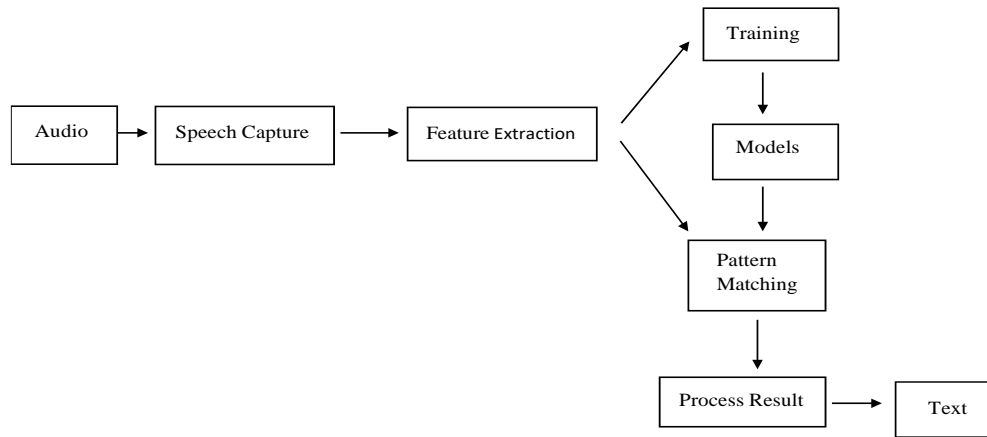 Training
Audio
Speech Capture
Feature Extraction
Models
Pattern
Matching
Process Result
Text